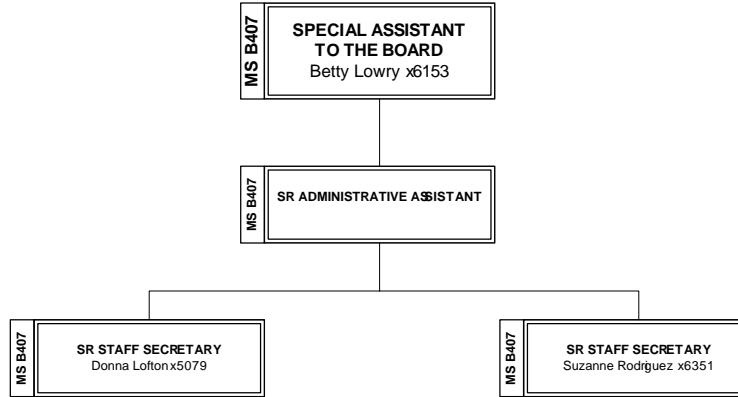 MS B407
SPECIAL ASSISTANT
TO THE BOARD
Betty Lowry x6153
MS B407
SR ADMINISTRATIVE ASSISTANT
MS B407
SR STAFF SECRETARY
Donna Lofton x5079
MS B407
SR STAFF SECRETARY
Suzanne Rodriguez x6351